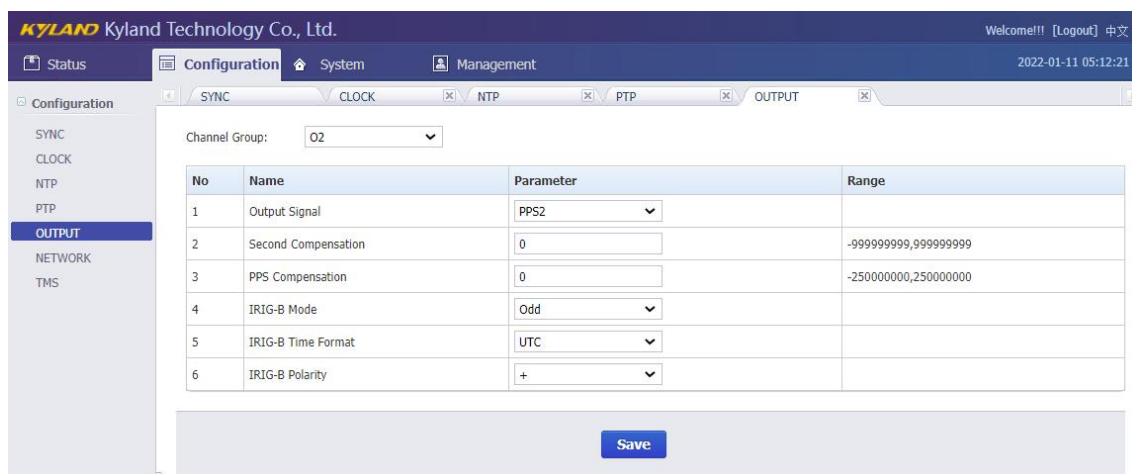 KYLAND Kyland Technology Co., Ltd.
Welcome!!! [Logout] 中文
Status Configuration System Management 2022-01-11 05:12:21
Configuration
SYNC CLOCK NTP PTP OUTPUT
SYNC
CLOCK
NTP
PTP
OUTPUT
NETWORK
TMS
Channel Group: O2
No Name Parameter Range
1 Output Signal PPS2
2 Second Compensation 0 -999999999,999999999
3 PPS Compensation 0 -250000000,250000000
4 IRIG-B Mode Odd
5 IRIG-B Time Format UTC
6 IRIG-B Polarity +
Save